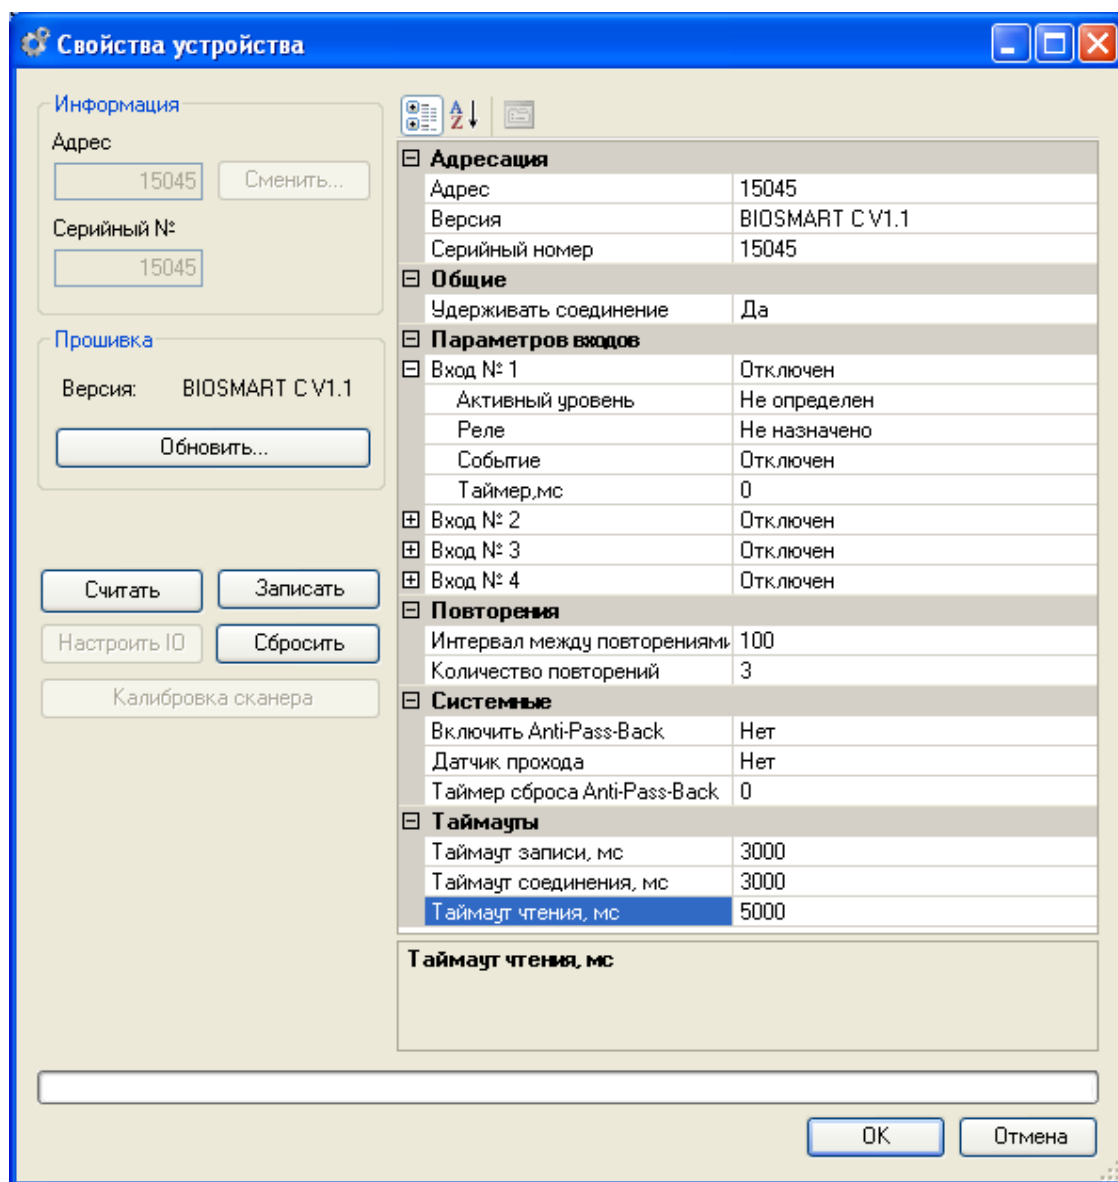 Свойства устройства
Информация
Адрес
15045 Сменить...
Серийный №
15045
Прошивка
Версия: BIOSMART C V1.1
Обновить...
Считать Записать
Настроить IO Сбросить
Калибровка сканера
Адресация
Адрес 15045
Версия BIOSMART C V1.1
Серийный номер 15045
Общие
Удерживать соединение Да
Параметров входов
Вход № 1 Отключен
Активный уровень Не определен
Реле Не назначено
Событие Отключен
Таймер,мс 0
Вход № 2 Отключен
Вход № 3 Отключен
Вход № 4 Отключен
Повторения
Интервал между повторениями 100
Количество повторений 3
Системные
Включить Anti-Pass-Back Нет
Датчик прохода Нет
Таймер сброса Anti-Pass-Back 0
Таймауты
Таймаут записи, мс 3000
Таймаут соединения, мс 3000
Таймаут чтения, мс 5000
Таймаут чтения, мс
OK Отмена